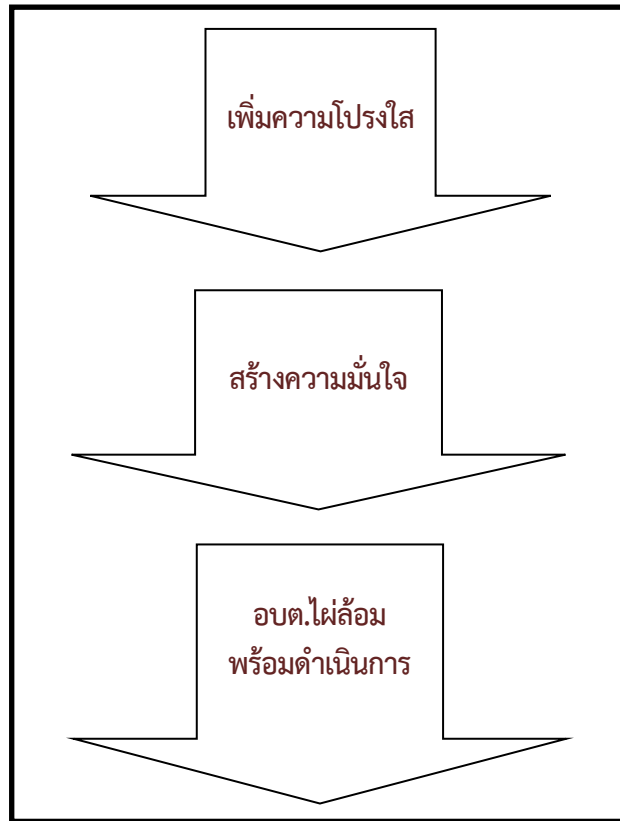 เพิ่มความโปรงใส
สร้างความมั่นใจ
อบต.ไผ่ล้อม
พร้อมดำเนินการ